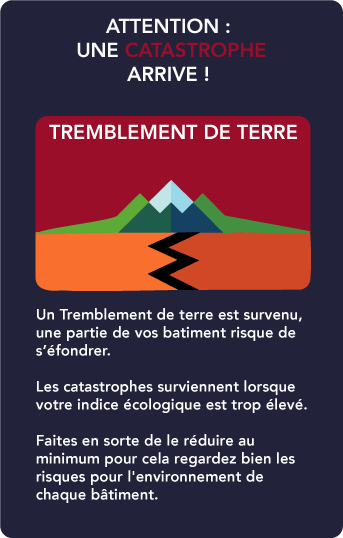 ATTENTION :
UNE CATASTROPHE
ARRIVE !
TREMBLEMENT DE TERRE
Un Tremblement de terre est survenu,
une partie de vos batiment risque de
s’éfondrer.
Les catastrophes surviennent lorsque
votre indice écologique est trop élevé.
Faites en sorte de le réduire au
minimum pour cela regardez bien les
risques pour l'environnement de
chaque bâtiment.